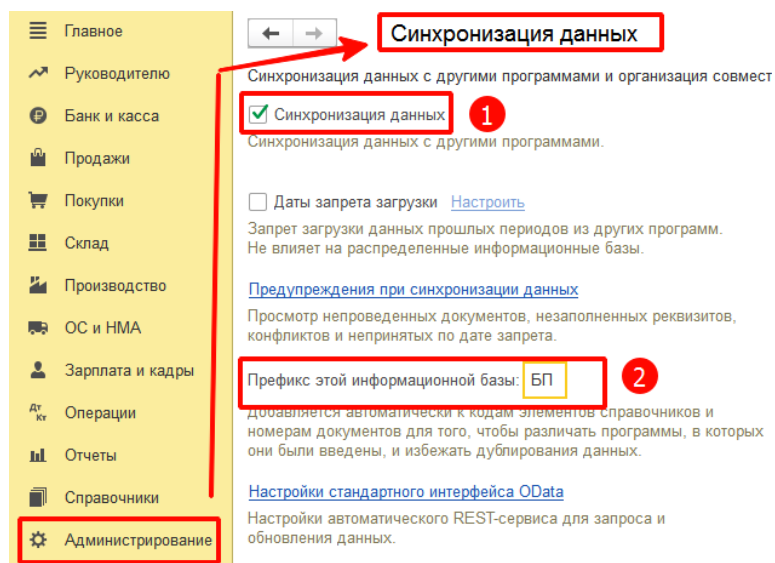 Главное
Руководителю
Банк и касса
Продажи
Покупки
Склад
Производство
ОС и НМА
Зарплата и кадры
Дт Кт Операции
Отчеты
Справочники
Администрирование
Синхронизация данных
Синхронизация данных с другими программами и организация совмест
Синхронизация данных
1
Синхронизация данных с другими программами.
Даты запрета загрузки Настроить
Запрет загрузки данных прошлых периодов из других программ.
Не влияет на распределенные информационные базы.
Предупреждения при синхронизации данных
Просмотр непроведенных документов, незаполненных реквизитов,
конфликтов и непринятых по дате запрета.
Префикс этой информационной базы: БП
2
Добавляется автоматически к кодам элементов справочников и
номерам документов для того, чтобы различать программы, в которых
они были введены, и избежать дублирования данных.
Настройки стандартного интерфейса OData
Настройки автоматического REST-сервиса для запроса и
обновления данных.